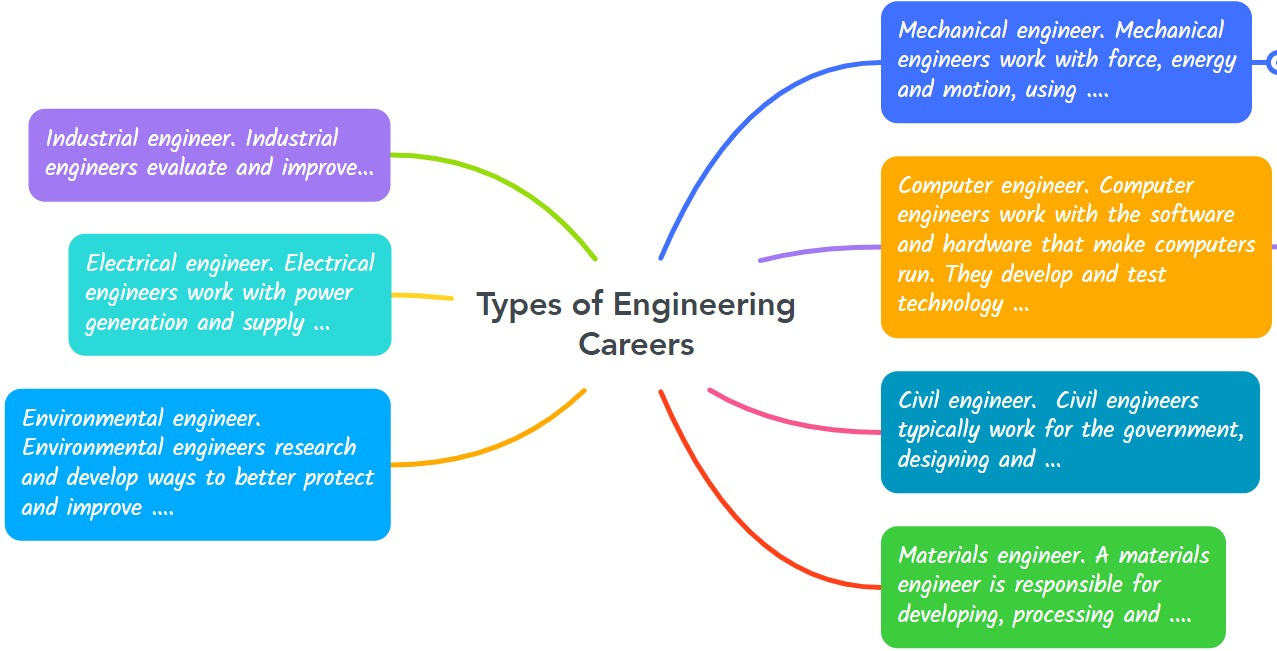 Types of Engineering
Careers
Mechanical engineer. Mechanical
engineers work with force, energy
and motion, using ....
Computer engineer. Computer
engineers work with the software
and hardware that make computers
run. They develop and test
technology ...
Civil engineer.  Civil engineers
typically work for the government,
designing and ...
Materials engineer. A materials
engineer is responsible for
developing, processing and ....
Industrial engineer. Industrial
engineers evaluate and improve...
Electrical engineer. Electrical
engineers work with power
generation and supply ...
Environmental engineer.
Environmental engineers research
and develop ways to better protect
and improve ....